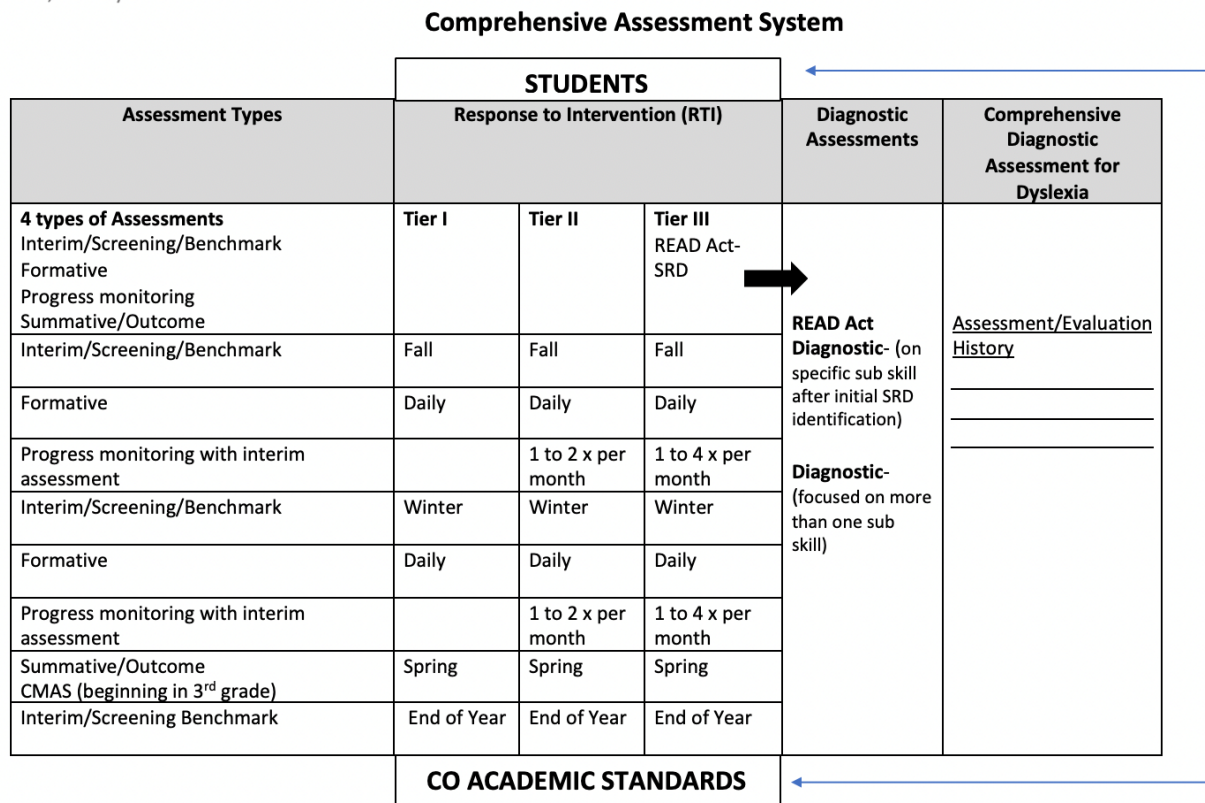 Comprehensive Assessment System
STUDENTS
Assessment Types
Response to Intervention (RTI)
Diagnostic
Assessments
Comprehensive
Diagnostic
Assessment for
Dyslexia
4 types of Assessments
Interim/Screening/Benchmark
Formative
Progress monitoring
Summative/Outcome
Tier I
Tier II
Tier III
READ Act-
SRD
READ Act
Diagnostic- (on
specific sub skill
after initial SRD
identification)
Diagnostic-
(focused on more
than one sub
skill)
Assessment/Evaluation
History
Interim/Screening/Benchmark
Fall
Fall
Fall
Formative
Daily
Daily
Daily
Progress monitoring with interim
assessment
1 to 2 x per
month
1 to 4 x per
month
Interim/Screening/Benchmark
Winter
Winter
Winter
Formative
Daily
Daily
Daily
Progress monitoring with interim
assessment
1 to 2 x per
month
1 to 4 x per
month
Summative/Outcome
CMAS (beginning in 3rd grade)
Spring
Spring
Spring
Interim/Screening Benchmark
End of Year
End of Year
End of Year
CO ACADEMIC STANDARDS